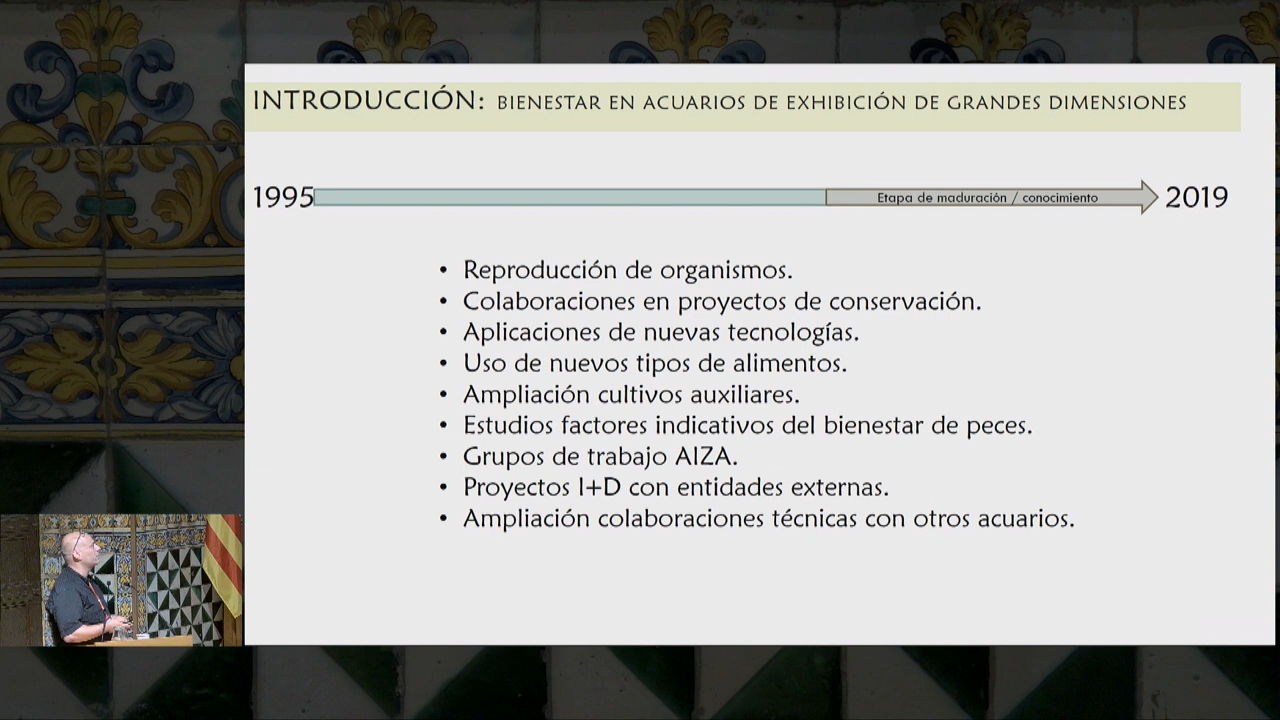 INTRODUCCIÓN: BIENESTAR EN ACUARIOS DE EXHIBICIÓN DE GRANDES DIMENSIONES
1995 Etapa de maduración / conocimiento 2019
• Reproducción de organismos.
• Colaboraciones en proyectos de conservación.
• Aplicaciones de nuevas tecnologías.
• Uso de nuevos tipos de alimentos.
• Ampliación cultivos auxiliares.
• Estudios factores indicativos del bienestar de peces.
• Grupos de trabajo AIZA.
• Proyectos I+D con entidades externas.
• Ampliación colaboraciones técnicas con otros acuarios.